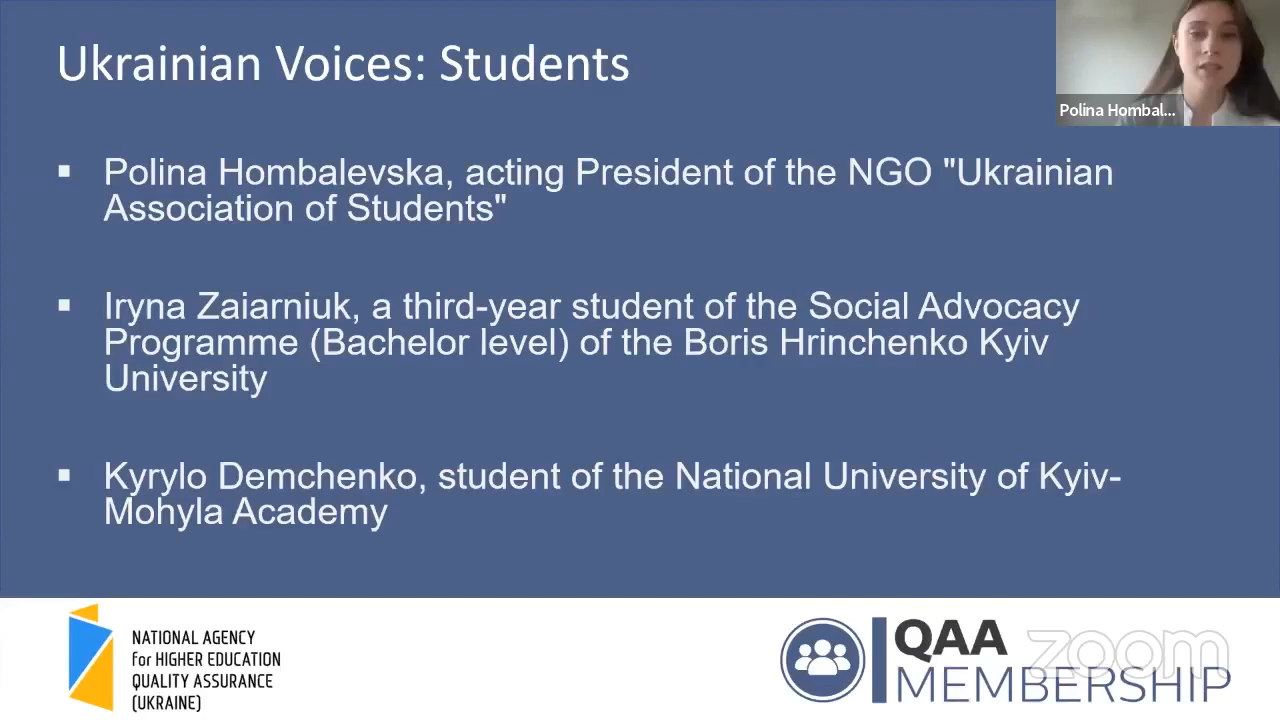 Ukrainian Voices: Students
Polina Hombal...
Polina Hombalevska, acting President of the NGO "Ukrainian
Association of Students"
Iryna Zaiarniuk, a third-year student of the Social Advocacy
Programme (Bachelor level) of the Boris Hrinchenko Kyiv
University
Kyrylo Demchenko, student of the National University of Kyiv-
Mohyla Academy
NATIONAL AGENCY
for HIGHER EDUCATION
QUALITY ASSURANCE
(UKRAINE)
QAA
MEMBERSHIP
zoom